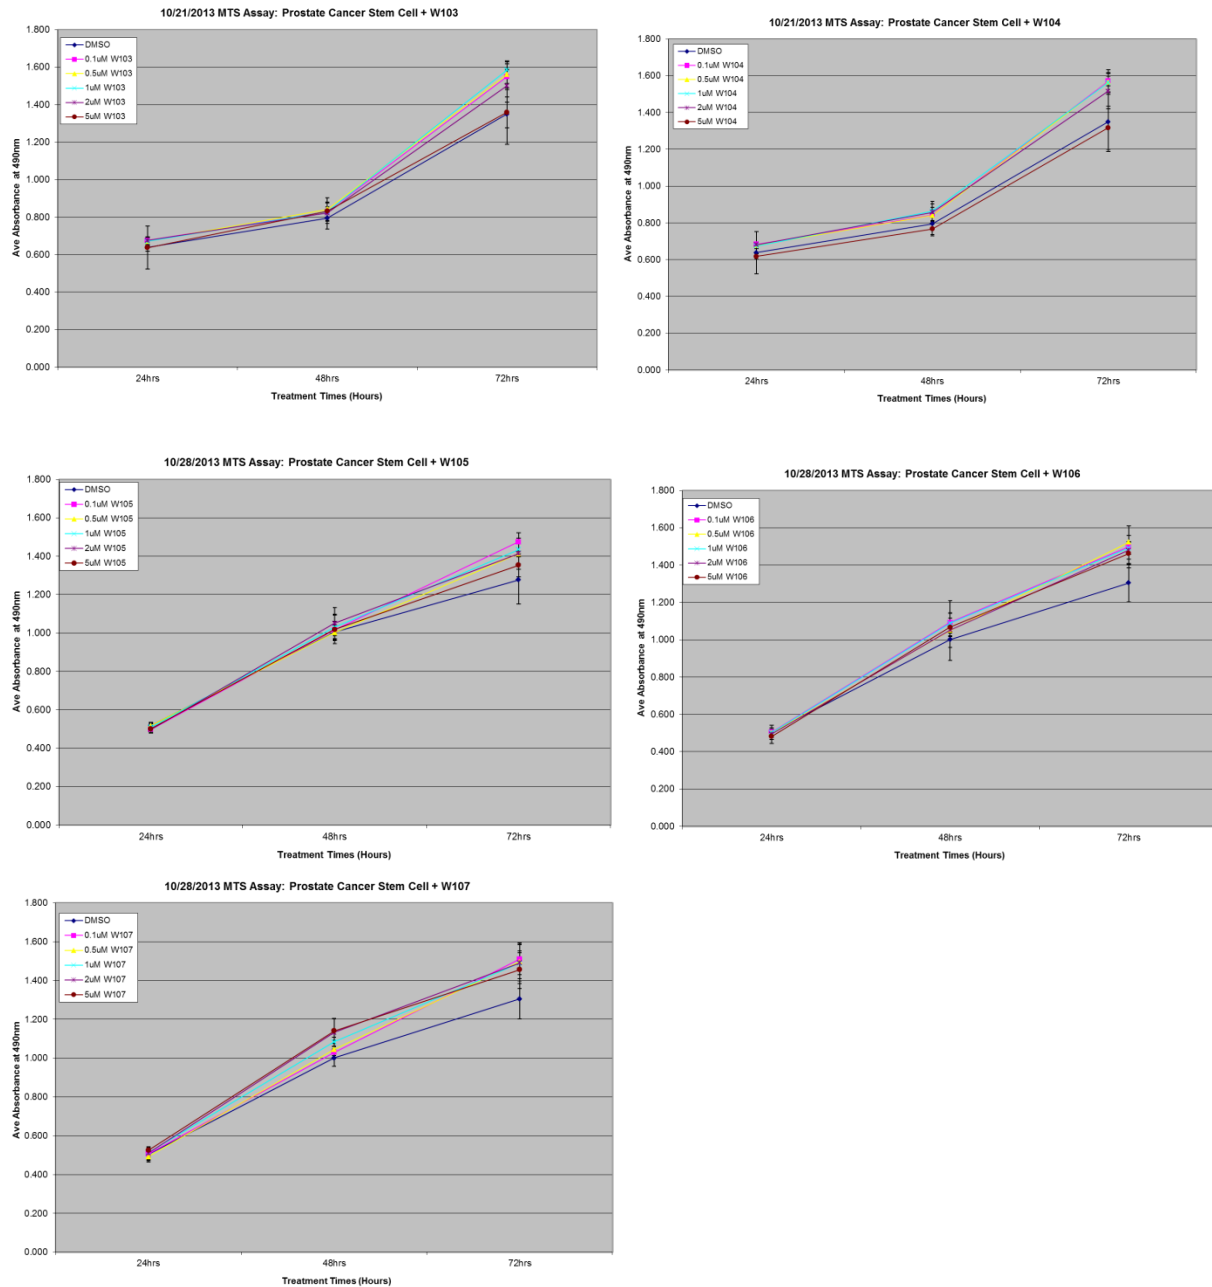 10/21/2013 MTS Assay: Prostate Cancer Stem Cell + W103
1.800
1.600
1.400
1.200
1.000
0.800
0.600
0.400
0.200
0.000
Ave Absorbance at 490nm
DMSO
0.1uM W103
0.5uM W103
1uM W103
2uM W103
5uM W103
24hrs
48hrs
72hrs
Treatment Times (Hours)
10/21/2013 MTS Assay: Prostate Cancer Stem Cell + W104
1.800
1.600
1.400
1.200
1.000
0.800
0.600
0.400
0.200
0.000
Ave Absorbance at 490nm
DMSO
0.1uM W104
0.5uM W104
1uM W104
2uM W104
5uM W104
24hrs
48hrs
72hrs
Treatment Times (Hours)
10/28/2013 MTS Assay: Prostate Cancer Stem Cell + W105
1.800
1.600
1.400
1.200
1.000
0.800
0.600
0.400
0.200
0.000
Ave Absorbance at 490nm
DMSO
0.1uM W105
0.5uM W105
1uM W105
2uM W105
5uM W105
24hrs
48hrs
72hrs
Treatment Times (Hours)
10/28/2013 MTS Assay: Prostate Cancer Stem Cell + W106
1.800
1.600
1.400
1.200
1.000
0.800
0.600
0.400
0.200
0.000
Ave Absorbance at 490nm
DMSO
0.1uM W106
0.5uM W106
1uM W106
2uM W106
5uM W106
24hrs
48hrs
72hrs
Treatment Times (Hours)
10/28/2013 MTS Assay: Prostate Cancer Stem Cell + W107
1.800
1.600
1.400
1.200
1.000
0.800
0.600
0.400
0.200
0.000
Ave Absorbance at 490nm
DMSO
0.1uM W107
0.5uM W107
1uM W107
2uM W107
5uM W107
24hrs
48hrs
72hrs
Treatment Times (Hours)